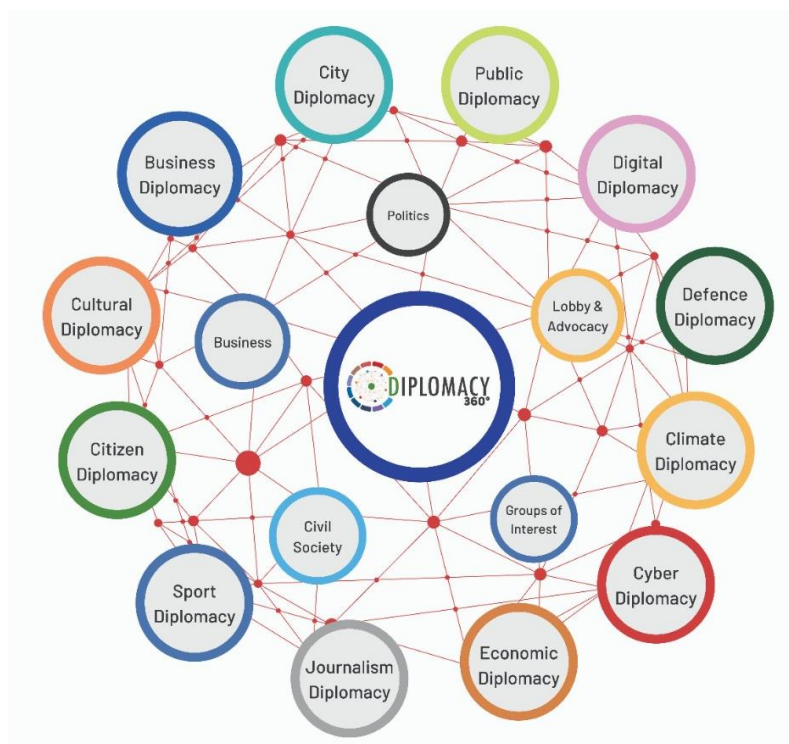 City
Diplomacy
Public
Diplomacy
Business
Diplomacy
Digital
Diplomacy
Politics
Cultural
Diplomacy
Business
Lobby &
Advocacy
Defence
Diplomacy
DIPLOMACY
360°
Citizen
Diplomacy
Climate
Diplomacy
Civil
Society
Groups of
Interest
Sport
Diplomacy
Cyber
Diplomacy
Journalism
Diplomacy
Economic
Diplomacy